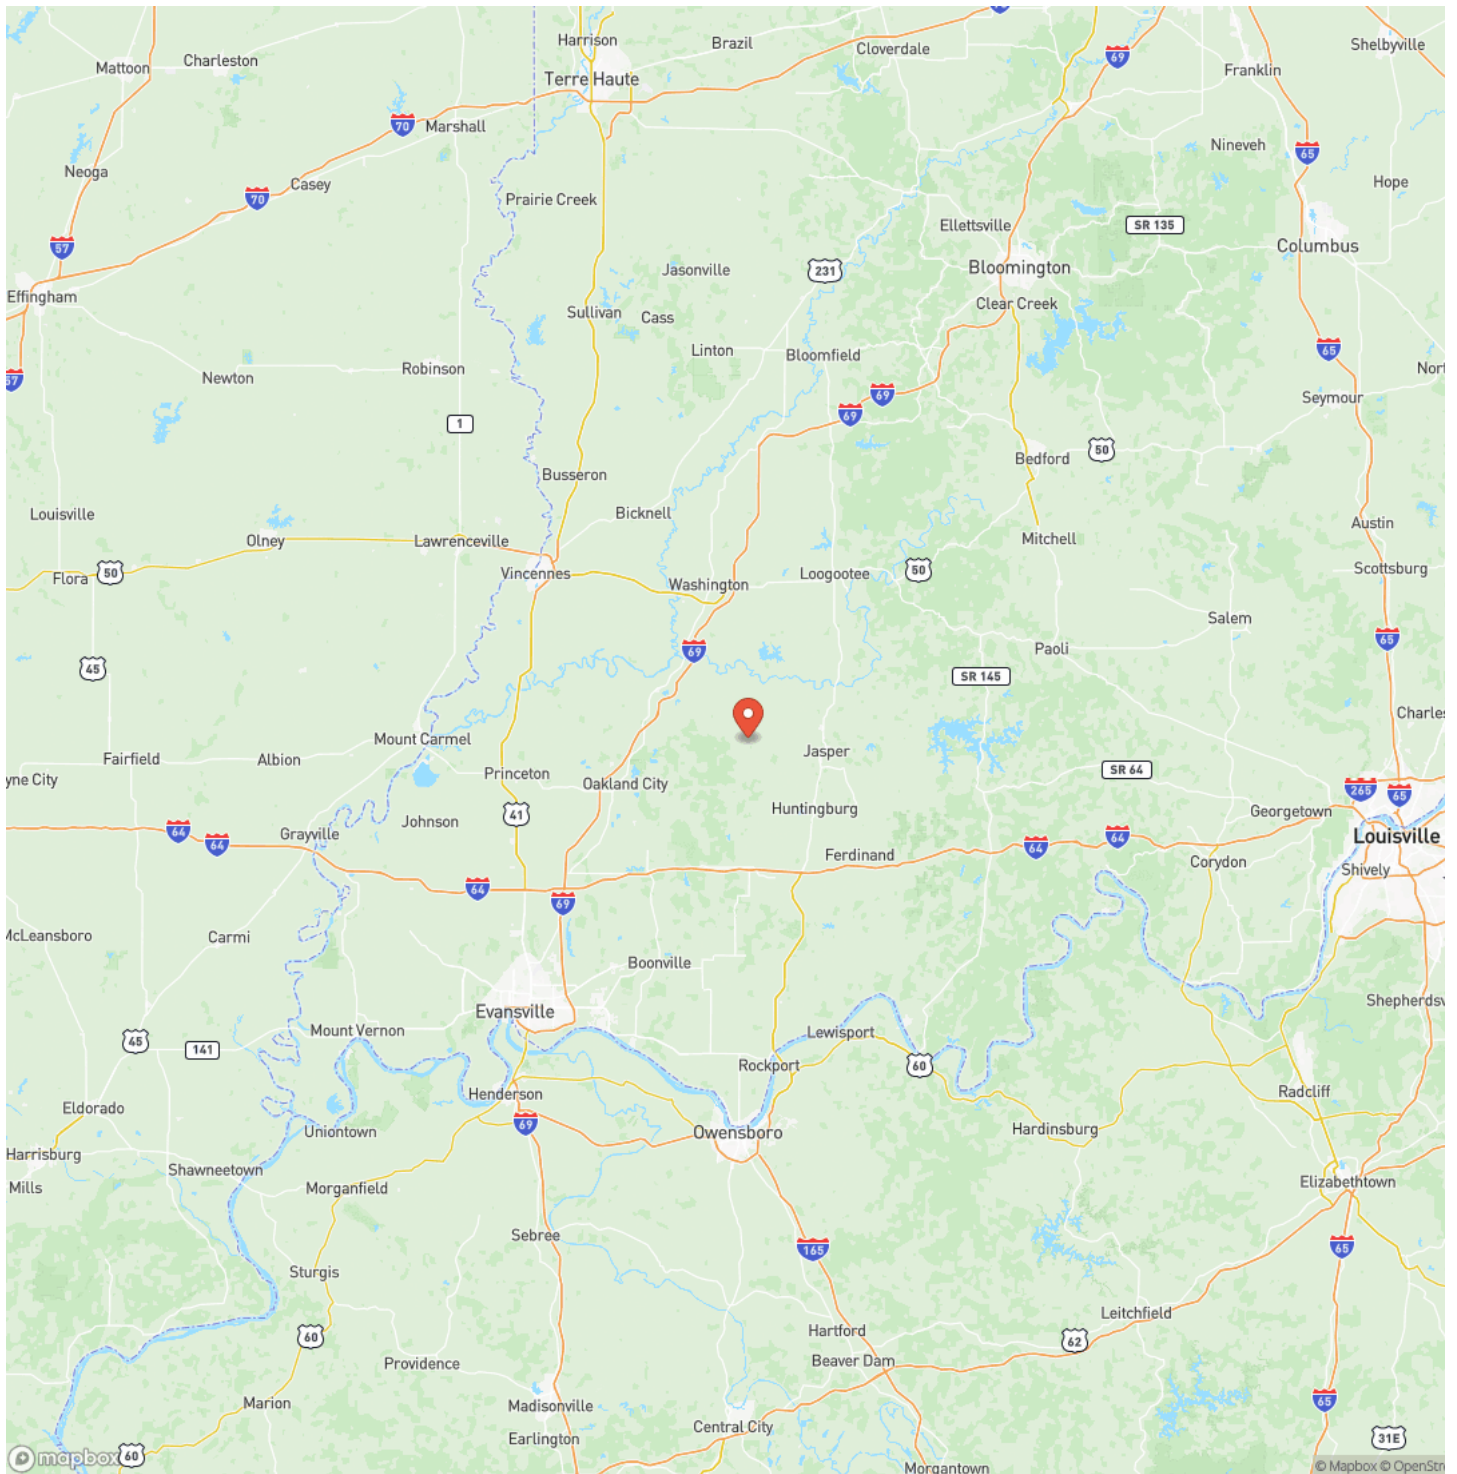 Harrison
Brazil
Cloverdale
Shelbyville
Mattoon
Charleston
Terre Haute
69
Franklin
70
Marshall
65
Nineveh
Neoga
Casey
70
Prairie Creek
Hope
Ellettsville
SR 135
57
Columbus
Jasonville
231
Bloomington
Effingham
Clear Creek
Sullivan
Cass
Linton
Bloomfield
65
Newton
Robinson
57
69
69
Seymour
1
Bedford
50
Busseron
Louisville
Bicknell
Austin
Olney
Lawrenceville
Mitchell
Flora
50
Vincennes
Washington
Loogootee
50
Scottsburg
Salem
45
69
Paoli
65
SR 145
Charles
Mount Carmel
Jasper
Fairfield
Albion
Princeton
SR 64
yne City
Oakland City
265
65
Huntingburg
Georgetown
41
Johnson
64
64
Grayville
64
64
Louisville
Ferdinand
Corydon
Shively
64
69
McLeansboro
Carmi
Boonville
Evansville
Shepherdsv
Mount Vernon
Lewisport
45
141
Rockport
60
Henderson
Radcliff
Eldorado
69
Uniontown
Owensboro
Hardinsburg
Harrisburg
Shawneetown
Mills
Morganfield
Elizabethtown
Sebree
165
65
Sturgis
Leitchfield
60
Hartford
62
Providence
Beaver Dam
Marion
Madisonville
65
Central City
Earlington
31E
mapbox
60
Morgantown
© Mapbox © OpenStre